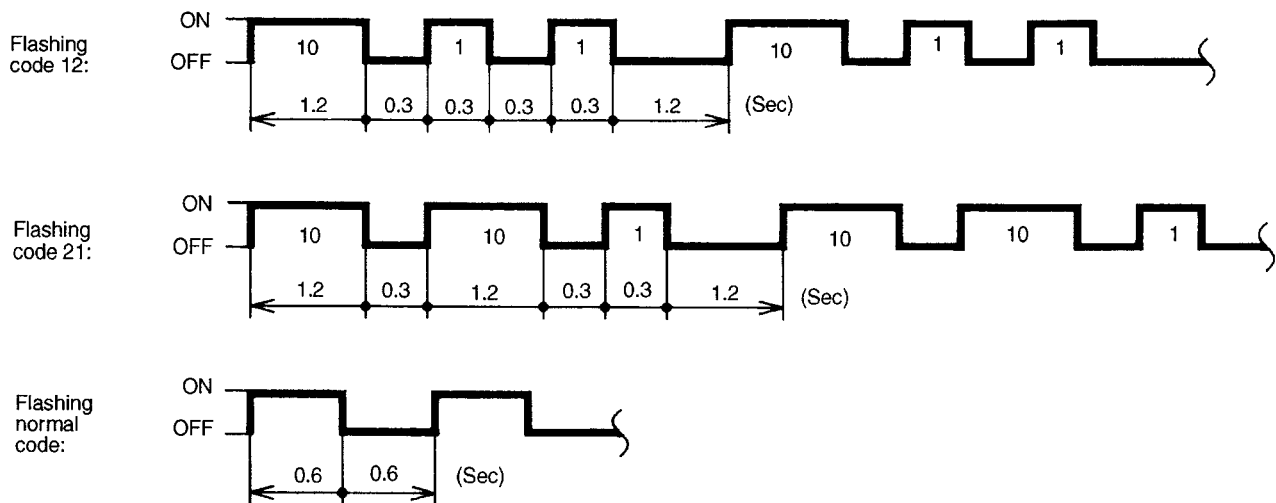 Flashing
code 12:
ON
OFF
10 1 1 10 1 1
1.2 0.3 0.3 0.3 0.3 1.2 (Sec)
Flashing
code 21:
ON
OFF
10 10 1 10 10 1
1.2 0.3 1.2 0.3 0.3 1.2 (Sec)
Flashing
normal
code:
ON
OFF
0.6 0.6 (Sec)